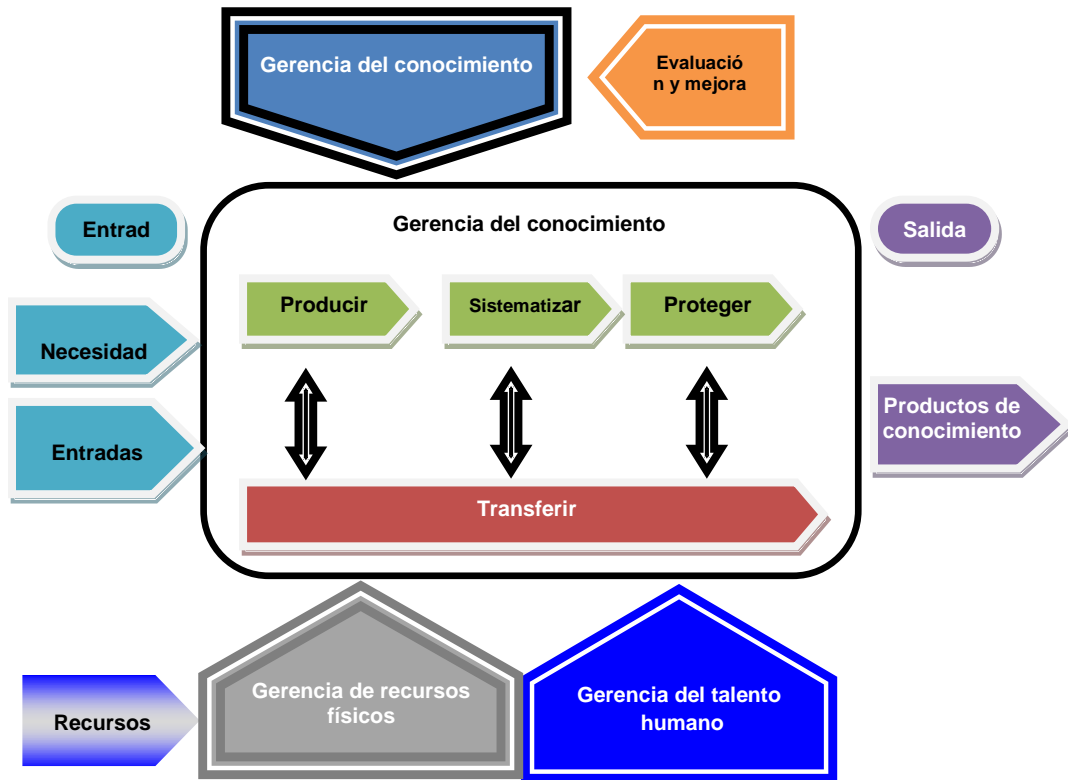 Gerencia del conocimiento
Evaluació
n y mejora
Entrad
Gerencia del conocimiento
Salida
Producir
Sistematizar
Proteger
Necesidad
Productos de
conocimiento
Entradas
Transferir
Gerencia de recursos
físicos
Gerencia del talento
humano
Recursos